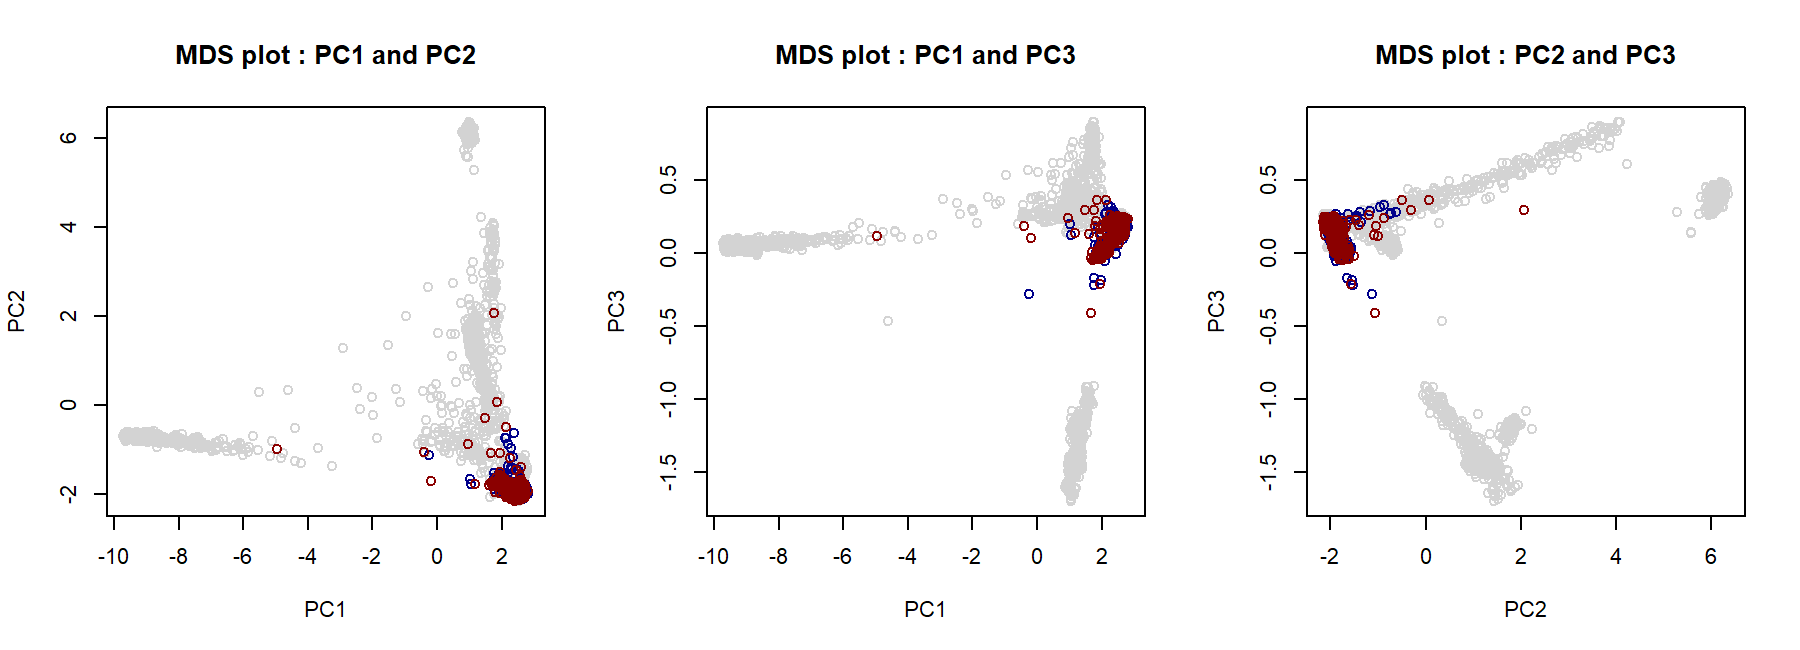 MDS plot : PC1 and PC2
PC2
6
4
2
0
-2
-10 -8 -6 -4 -2 0 2
PC1
MDS plot : PC1 and PC3
PC3
0.5
0.0
-0.5
-1.0
-1.5
-10 -8 -6 -4 -2 0 2
PC1
MDS plot : PC2 and PC3
PC3
0.5
0.0
-0.5
-1.0
-1.5
-2 0 2 4 6
PC2